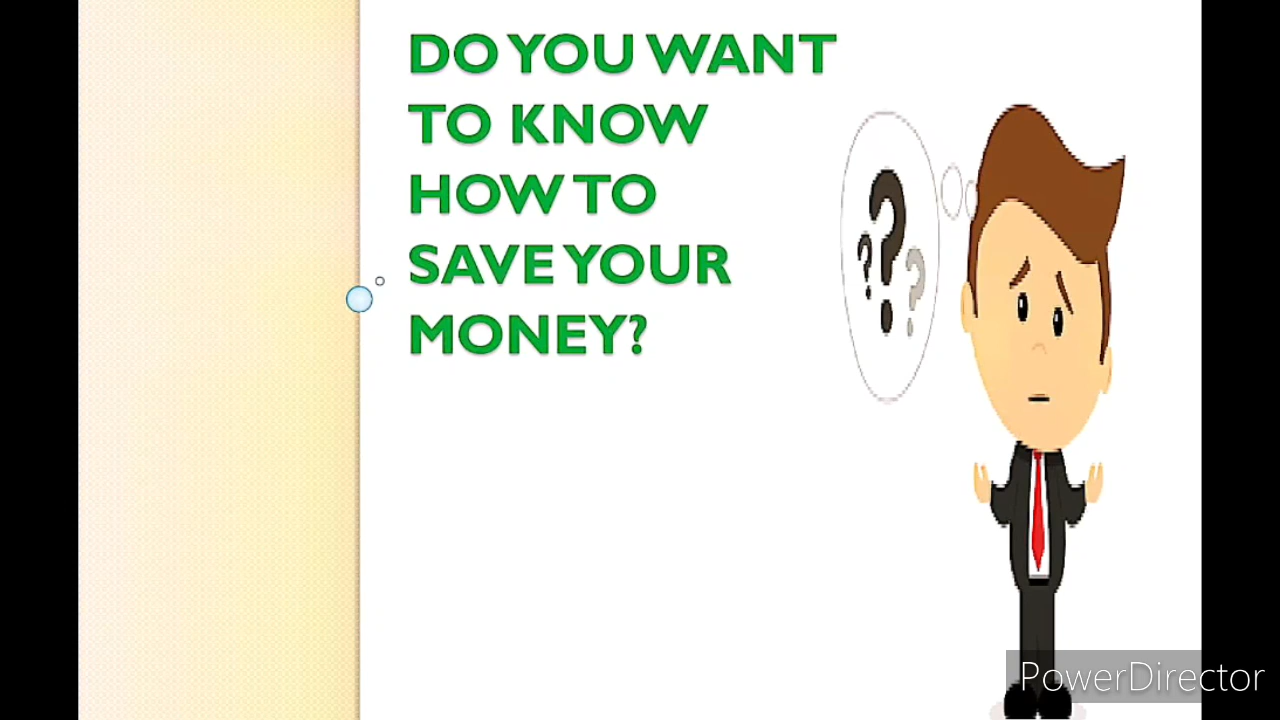 DO YOU WANT
TO KNOW
HOW TO
SAVE YOUR
MONEY?
? ? ?
PowerDirector